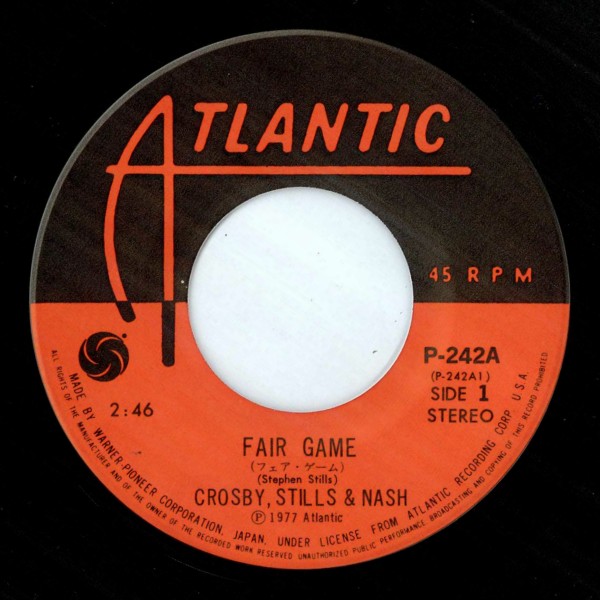 ATLANTIC
45 RPM
P-242A
(P-242A1)
SIDE 1
STEREO
2:46
FAIR GAME
(フェア・ゲーム)
(Stephen Stills)
CROSBY, STILLS & NASH
Ⓟ 1977 Atlantic
MADE BY WARNER-PIONEER CORPORATION, JAPAN, UNDER LICENSE FROM ATLANTIC RECORDING CORP. U.S.A.
ALL RIGHTS OF THE MANUFACTURER AND OF THE OWNER OF THE RECORDED WORK RESERVED UNAUTHORIZED PUBLIC PERFORMANCE BROADCASTING AND COPYING OF THIS RECORD PROHIBITED